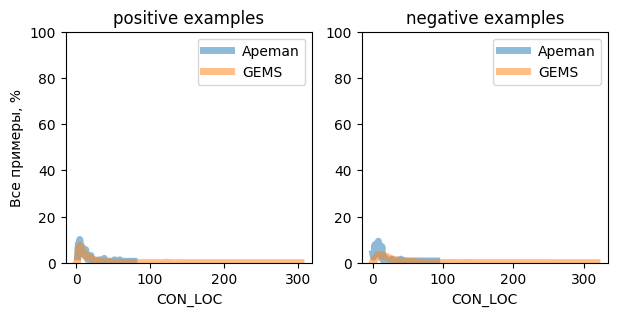 positive examples
negative examples
Все примеры, %
100
80
60
40
20
0
Apeman
GEMS
0 100 200 300
CON_LOC
100
80
60
40
20
0
Apeman
GEMS
0 100 200 300
CON_LOC